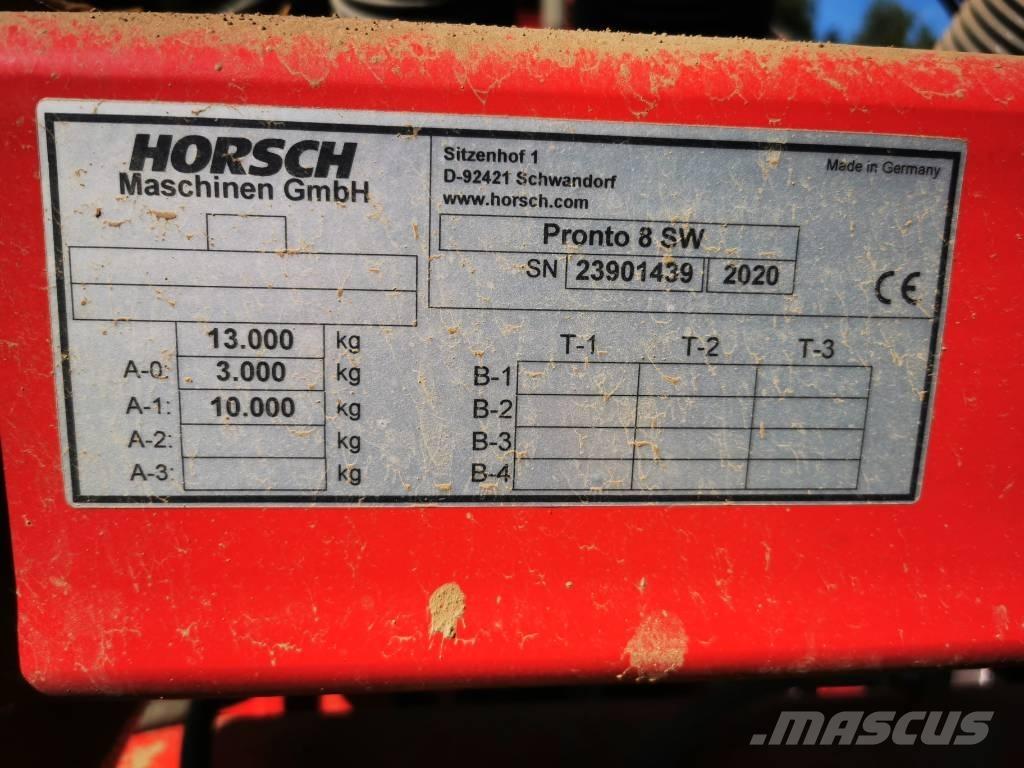 HORSCH
Maschinen GmbH
Sitzenhof 1
D-92421 Schwandorf
www.horsch.com
Made in Germany
Pronto 8 SW
SN 23901439 2020
CE
13.000 kg
A-0: 3.000 kg
A-1: 10.000 kg
A-2: kg
A-3: kg
T-1 T-2 T-3
B-1
B-2
B-3
B-4
MASCUS